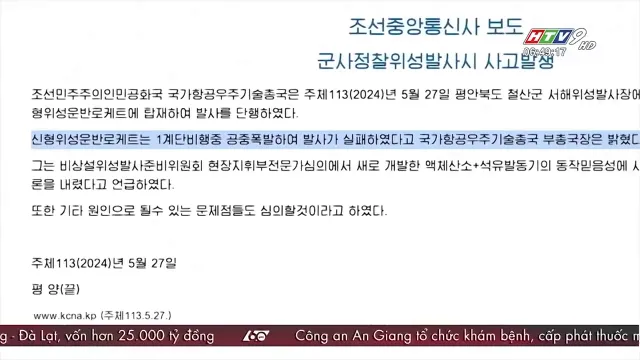 조선중앙통신사 보도
HTV9 HD
06:49:17
군사정찰위성발사시 사고발생
조선민주주의인민공화국 국가항공우주기술총국은 주체113(2024)년 5월 27일 평안북도 철산군 서해위성발사장에
형위성운반로케트에 탑재하여 발사를 단행하였다.
신형위성운반로케트는 1계단비행중 공중폭발하여 발사가 실패하였다고 국가항공우주기술총국 부총국장은 밝혔다
그는 비상설위성발사준비위원회 현장지휘부전문가심의에서 새로 개발한 액체산소+석유발동기의 동작믿음성에 사
론을 내렸다고 언급하였다.
또한 기타 원인으로 될수 있는 문제점들도 심의할것이라고 하였다.
주체113(2024)년 5월 27일
평 양(끝)
www.kcna.kp (주체113.5.27.)
g - Đà Lạt, vốn hơn 25.000 tỷ đồng
60
Công an An Giang tổ chức khám bệnh, cấp phát thuốc m